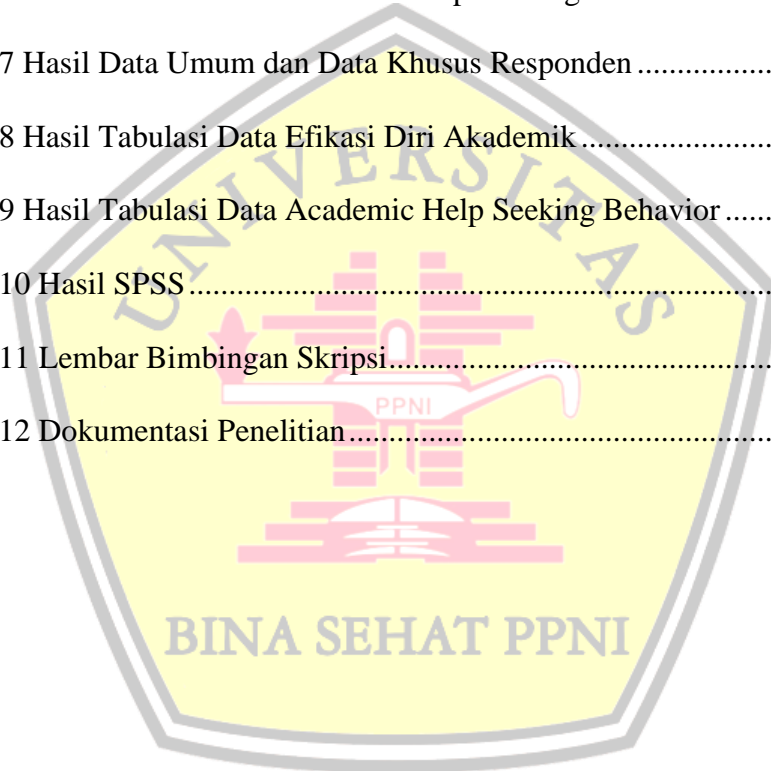 7 Hasil Data Umum dan Data Khusus Responden .................
8 Hasil Tabulasi Data Efikasi Diri Akademik ........................
9 Hasil Tabulasi Data Academic Help Seeking Behavior ......
10 Hasil SPSS .........................................................................
11 Lembar Bimbingan Skripsi................................................
12 Dokumentasi Penelitian .....................................................
UNIVERSITAS
PPNI
BINA SEHAT PPNI